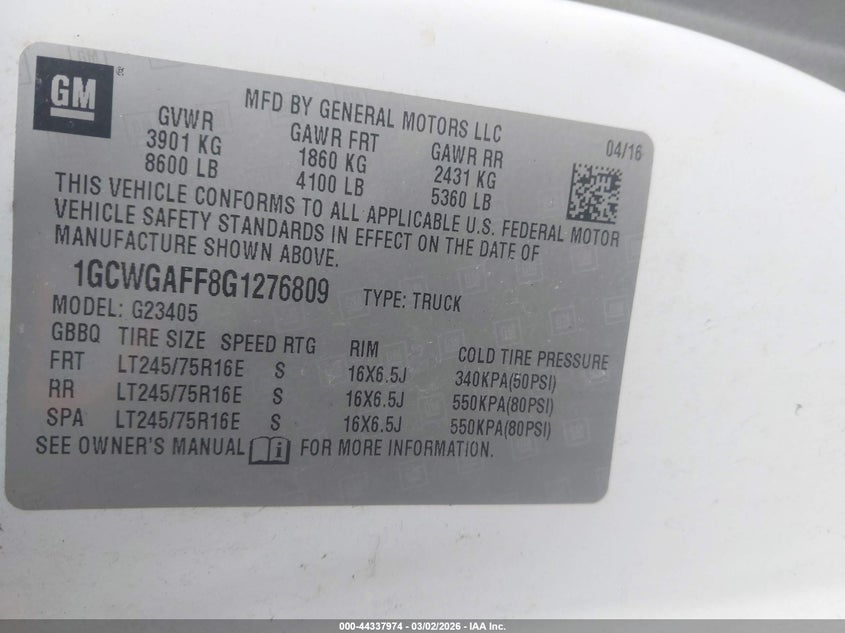 GM
MFD BY GENERAL MOTORS LLC
GVWR GAWR FRT GAWR RR 04/16
3901 KG 1860 KG 2431 KG
8600 LB 4100 LB 5360 LB
THIS VEHICLE CONFORMS TO ALL APPLICABLE U.S. FEDERAL MOTOR
VEHICLE SAFETY STANDARDS IN EFFECT ON THE DATE OF
MANUFACTURE SHOWN ABOVE.
1GCWGAFF8G1276809 TYPE: TRUCK
MODEL: G23405
GBBQ TIRE SIZE SPEED RTG RIM COLD TIRE PRESSURE
FRT LT245/75R16E S 16X6.5J 340KPA(50PSI)
RR LT245/75R16E S 16X6.5J 550KPA(80PSI)
SPA LT245/75R16E S 16X6.5J 550KPA(80PSI)
SEE OWNER'S MANUAL i FOR MORE INFORMATION.
000-44337974 - 03/02/2026 - IAA Inc.